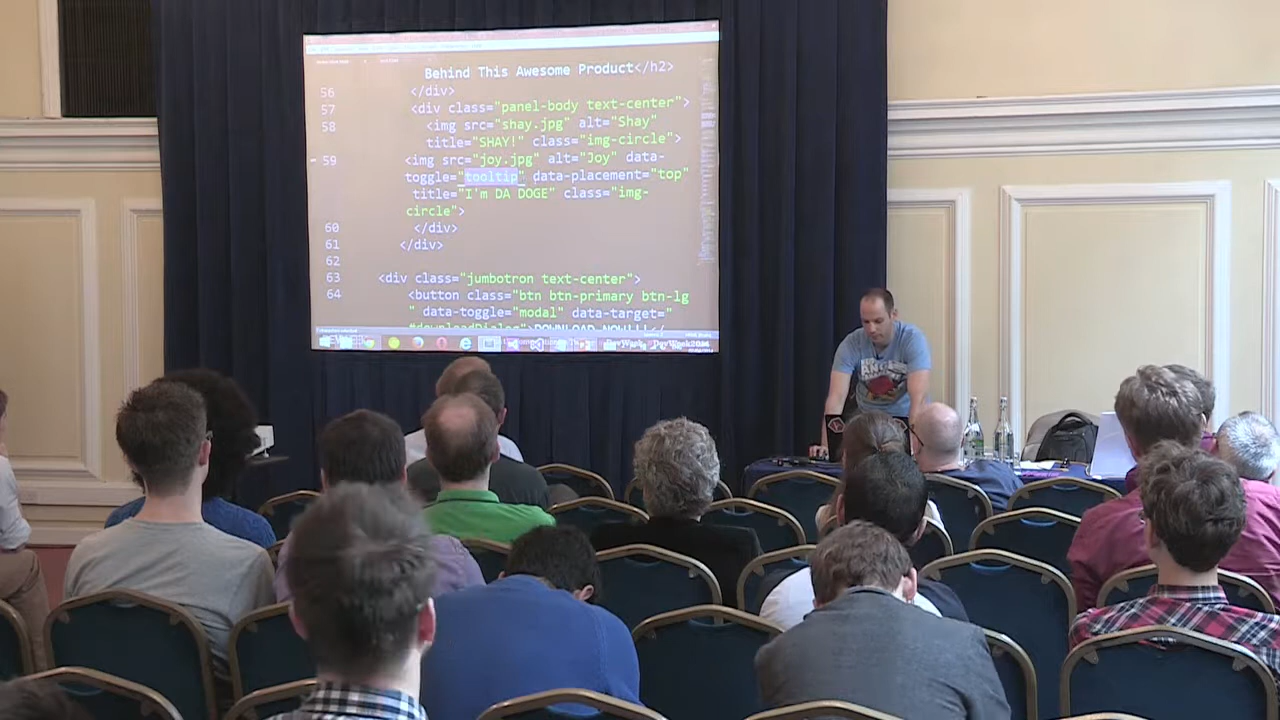 Behind This Awesome Product</h2>
56 </div>
57 <div class="panel-body text-center">
58 <img src="shay.jpg" alt="Shay"
title="SHAY!" class="img-circle">
59 <img src="joy.jpg" alt="Joy" data-
toggle="tooltip" data-placement="top"
title="I'm DA DOGE" class="img-
circle">
60 </div>
61 </div>
62
63 <div class="jumbotron text-center">
64 <button class="btn btn-primary btn-lg
" data-toggle="modal" data-target="
#downloadDialog">DOWNLOAD NOW!!!</